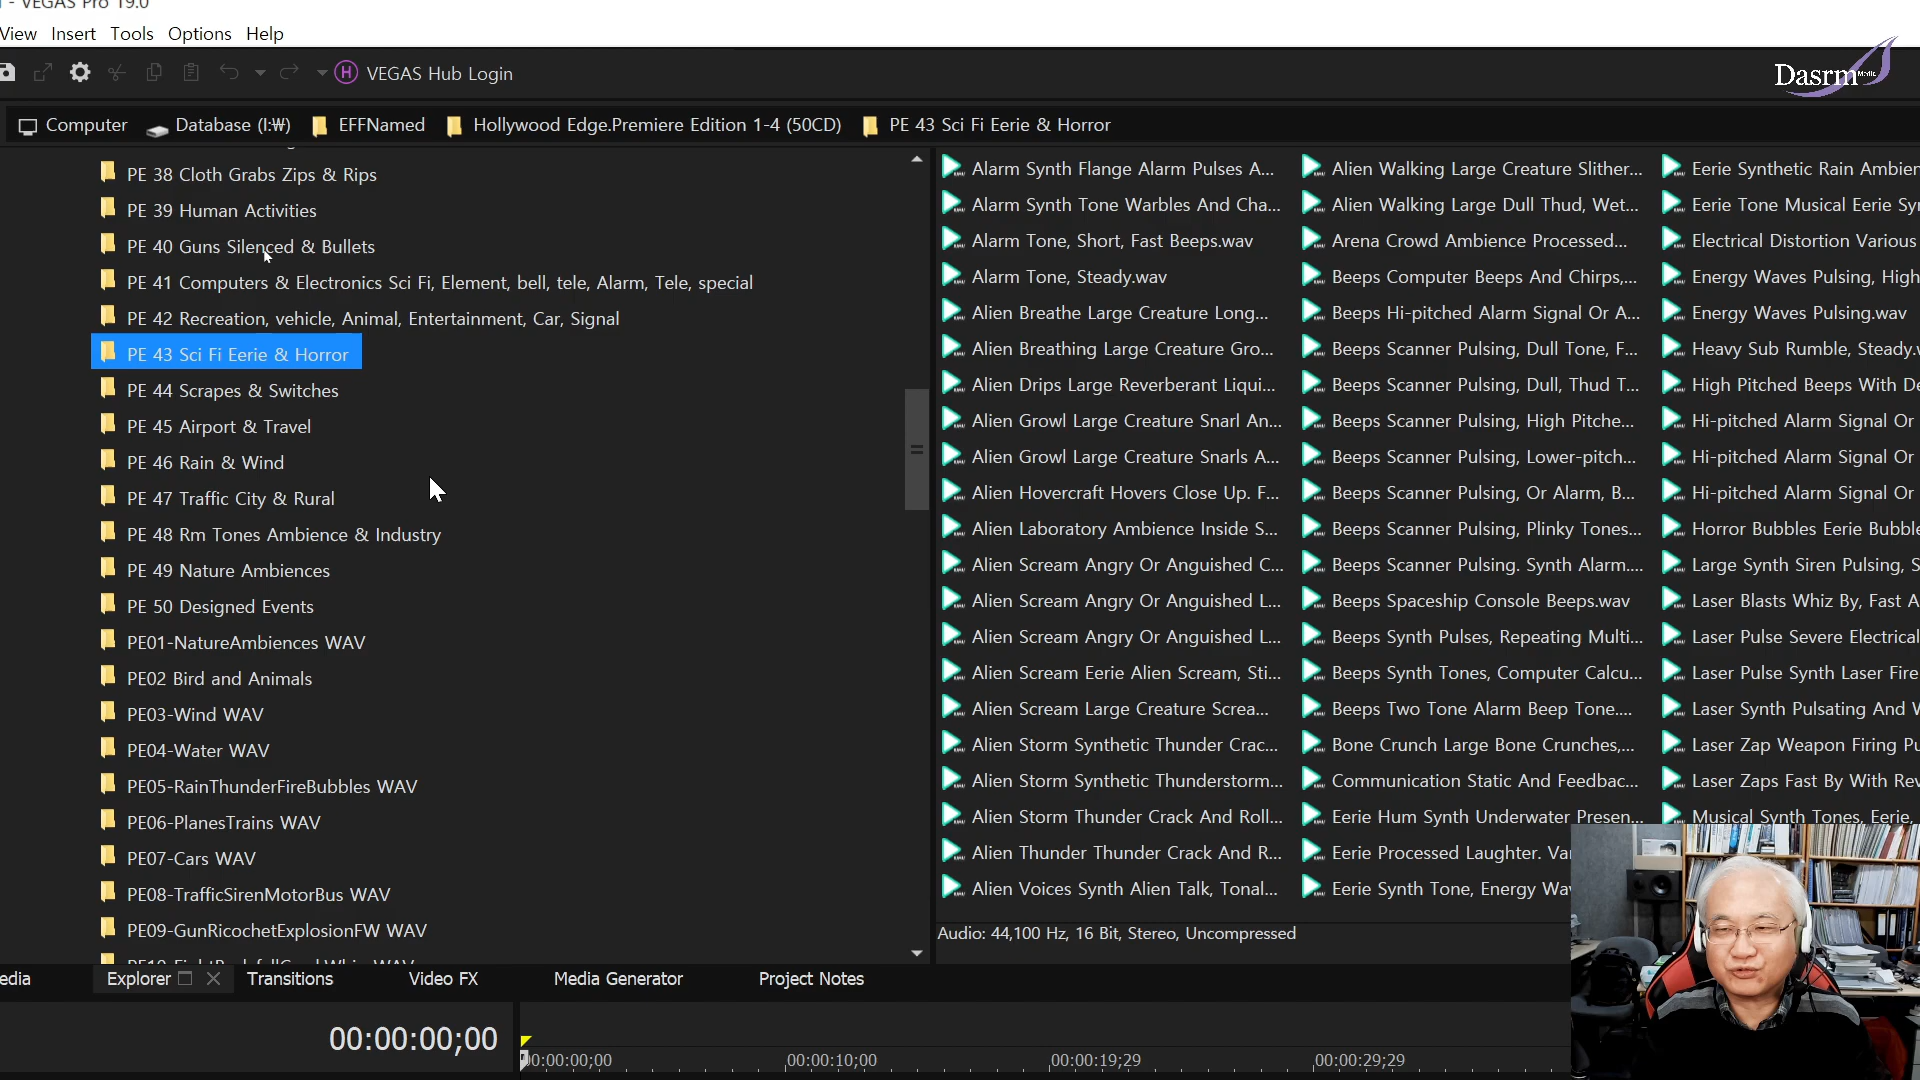 - VEGAS Pro 19.0
View Insert Tools Options Help
VEGAS Hub Login
Dasrm Media
Computer Database (I:₩) EFFNamed Hollywood Edge.Premiere Edition 1-4 (50CD) PE 43 Sci Fi Eerie & Horror
PE 38 Cloth Grabs Zips & Rips
PE 39 Human Activities
PE 40 Guns Silenced & Bullets
PE 41 Computers & Electronics Sci Fi, Element, bell, tele, Alarm, Tele, special
PE 42 Recreation, vehicle, Animal, Entertainment, Car, Signal
PE 43 Sci Fi Eerie & Horror
PE 44 Scrapes & Switches
PE 45 Airport & Travel
PE 46 Rain & Wind
PE 47 Traffic City & Rural
PE 48 Rm Tones Ambience & Industry
PE 49 Nature Ambiences
PE 50 Designed Events
PE01-NatureAmbiences WAV
PE02 Bird and Animals
PE03-Wind WAV
PE04-Water WAV
PE05-RainThunderFireBubbles WAV
PE06-PlanesTrains WAV
PE07-Cars WAV
PE08-TrafficSirenMotorBus WAV
PE09-GunRicochetExplosionFW WAV
Alarm Synth Flange Alarm Pulses A...
Alarm Synth Tone Warbles And Cha...
Alarm Tone, Short, Fast Beeps.wav
Alarm Tone, Steady.wav
Alien Breathe Large Creature Long...
Alien Breathing Large Creature Gro...
Alien Drips Large Reverberant Liqui...
Alien Growl Large Creature Snarl An...
Alien Growl Large Creature Snarls A...
Alien Hovercraft Hovers Close Up. F...
Alien Laboratory Ambience Inside S...
Alien Scream Angry Or Anguished C...
Alien Scream Angry Or Anguished L...
Alien Scream Angry Or Anguished L...
Alien Scream Eerie Alien Scream, Sti...
Alien Scream Large Creature Screa...
Alien Storm Synthetic Thunder Crac...
Alien Storm Synthetic Thunderstorm...
Alien Storm Thunder Crack And Roll...
Alien Thunder Thunder Crack And R...
Alien Voices Synth Alien Talk, Tonal...
Alien Walking Large Creature Slither...
Alien Walking Large Dull Thud, Wet...
Arena Crowd Ambience Processed...
Beeps Computer Beeps And Chirps,...
Beeps Hi-pitched Alarm Signal Or A...
Beeps Scanner Pulsing, Dull Tone, F...
Beeps Scanner Pulsing, Dull, Thud T...
Beeps Scanner Pulsing, High Pitche...
Beeps Scanner Pulsing, Lower-pitch...
Beeps Scanner Pulsing, Or Alarm, B...
Beeps Scanner Pulsing, Plinky Tones...
Beeps Scanner Pulsing. Synth Alarm....
Beeps Spaceship Console Beeps.wav
Beeps Synth Pulses, Repeating Multi...
Beeps Synth Tones, Computer Calcu...
Beeps Two Tone Alarm Beep Tone....
Bone Crunch Large Bone Crunches,...
Communication Static And Feedbac...
Eerie Hum Synth Underwater Presen...
Eerie Processed Laughter. Va
Eerie Synth Tone, Energy Wa
Eerie Synthetic Rain Ambien
Eerie Tone Musical Eerie Sy
Electrical Distortion Various
Energy Waves Pulsing, High
Energy Waves Pulsing.wav
Heavy Sub Rumble, Steady.
High Pitched Beeps With De
Hi-pitched Alarm Signal Or
Hi-pitched Alarm Signal Or
Hi-pitched Alarm Signal Or
Horror Bubbles Eerie Bubble
Large Synth Siren Pulsing, S
Laser Blasts Whiz By, Fast A
Laser Pulse Severe Electrical
Laser Pulse Synth Laser Fire
Laser Synth Pulsating And
Laser Zap Weapon Firing Pu
Laser Zaps Fast By With Rev
Musical Synth Tones, Eerie,
Audio: 44,100 Hz, 16 Bit, Stereo, Uncompressed
edia Explorer Transitions Video FX Media Generator Project Notes
00:00:00;00
00:00:00;00 00:00:10;00 00:00:19;29 00:00:29;29